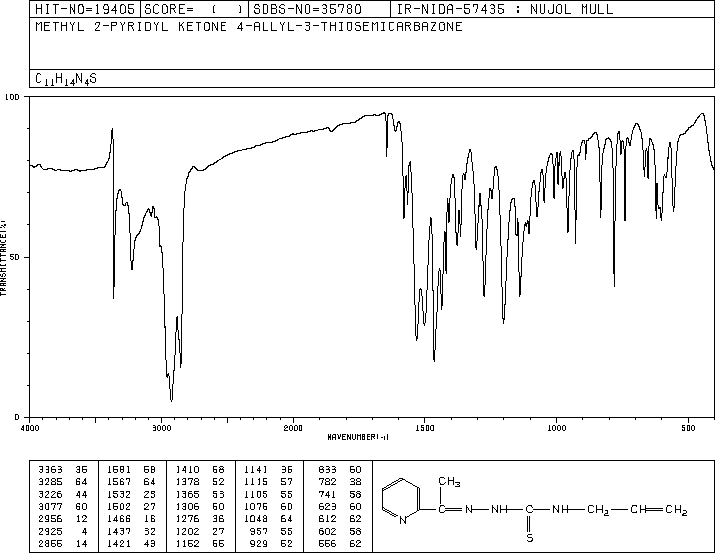 HIT-NO=19405 SCORE= ( ) SDBS-NO=35780 IR-NIDA-57435 : NUJOL MULL
METHYL 2-PYRIDYL KETONE 4-ALLYL-3-THIOSEMICARBAZONE
C11H14N4S
100
50
0
TRANSMITTANCE(%)
4000 3000 2000 1500 1000 500
WAVENUMBER(-1)
3363 35 1581 58 1410 68 1141 35 833 60
3285 64 1567 64 1378 52 1115 57 782 38
3226 44 1532 23 1365 53 1105 55 741 58
3077 60 1502 27 1306 50 1076 60 623 60
2956 12 1466 16 1276 36 1048 64 612 62
2925 4 1437 32 1202 27 957 55 602 58
2855 14 1421 43 1152 55 929 52 556 62
CH3
N C=N-NH-C-NH-CH2-CH=CH2
S